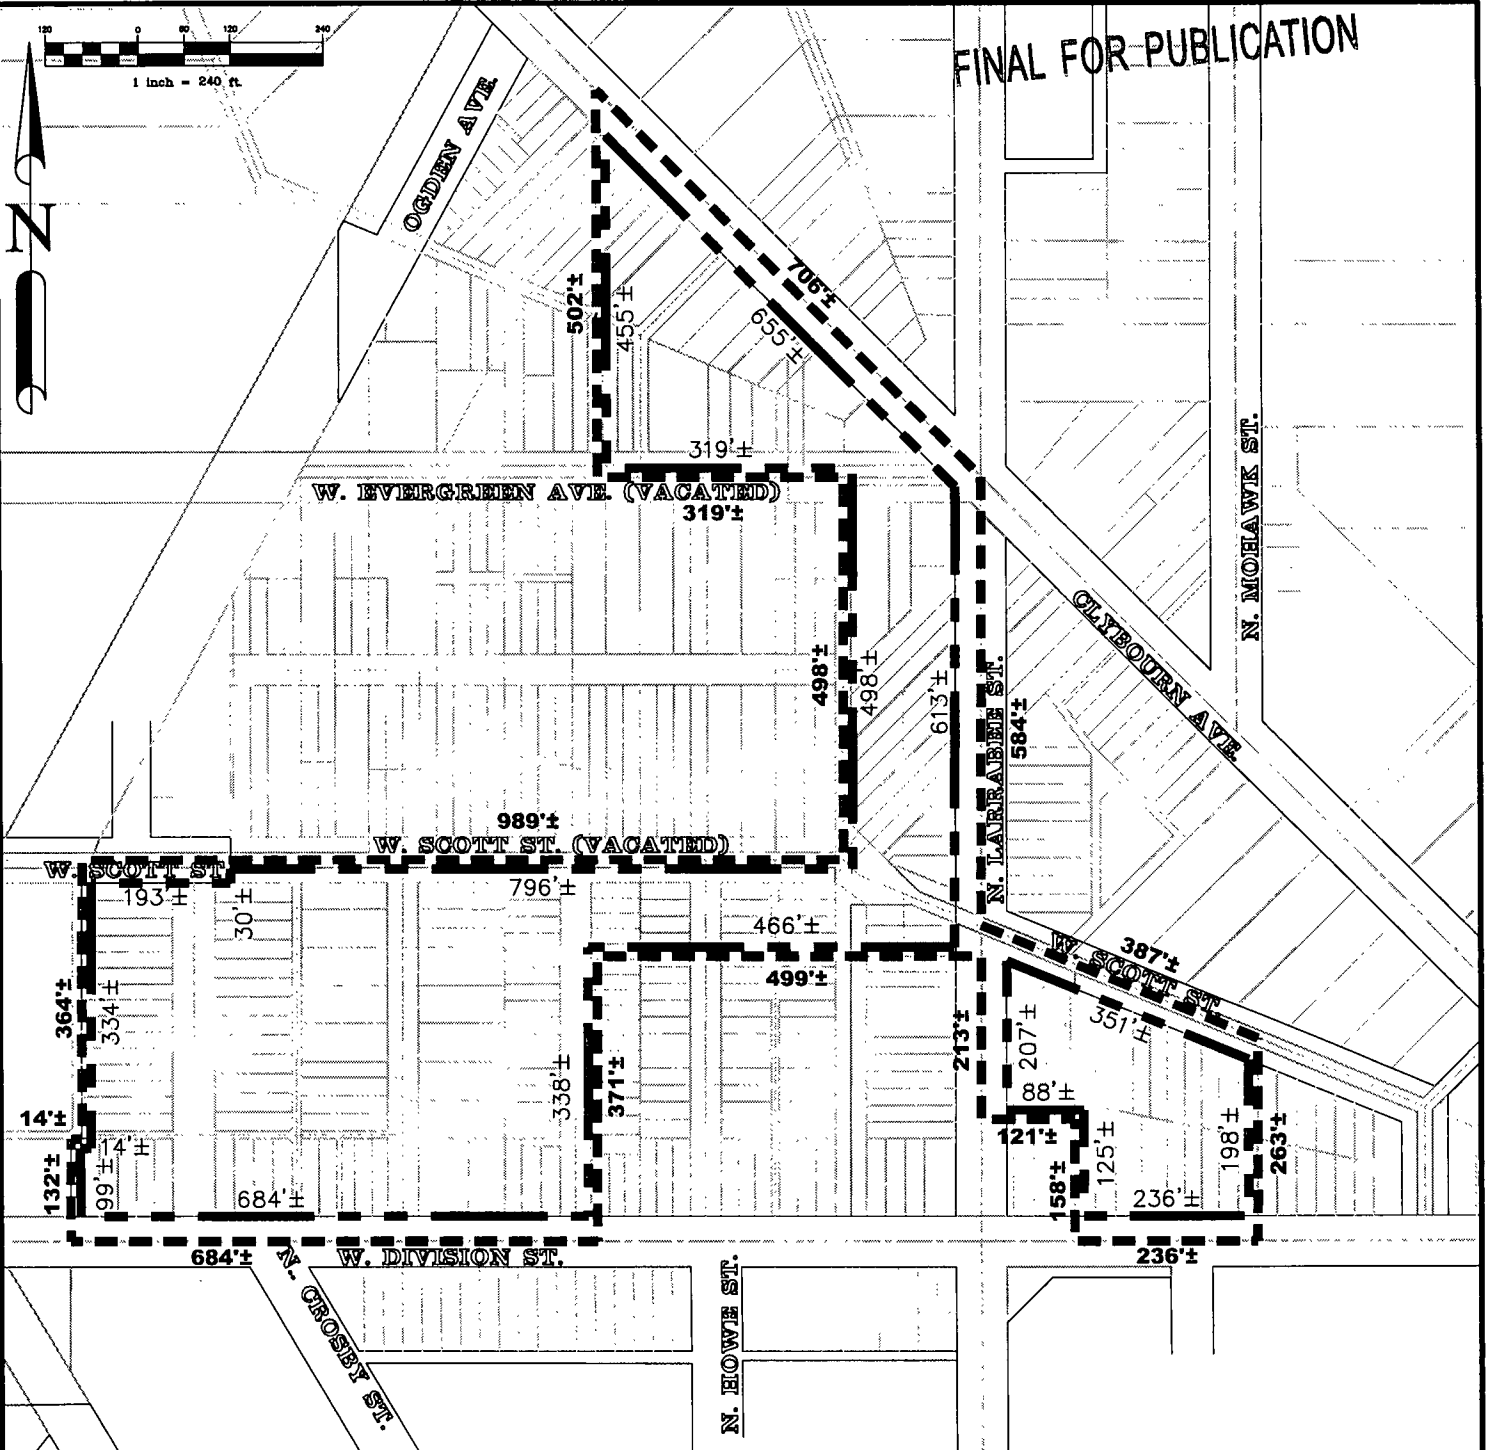 FINAL FOR PUBLICATION
120 0 60 120 240
1 inch = 240 ft.
N
OGDEN AVE.
706'±
655'±
502'±
455'±
319'±
W. EVERGREEN AVE. (VACATED)
319'±
N. MOHAWK ST.
CLYBOURN AVE.
498'±
498'±
613'±
N. LARRABEE ST.
584'±
989'±
W. SCOTT ST. (VACATED)
W. SCOTT ST.
193'±
30'±
796'±
466'±
499'±
387'±
W. SCOTT ST.
351'±
364'±
334'±
213'±
207'±
338'±
371'±
88'±
121'±
14'±
14'±
132'±
99'±
125'±
158'±
198'±
263'±
684'±
236'±
684'±
236'±
W. DIVISION ST.
N. CROSBY ST.
N. HOWE ST.